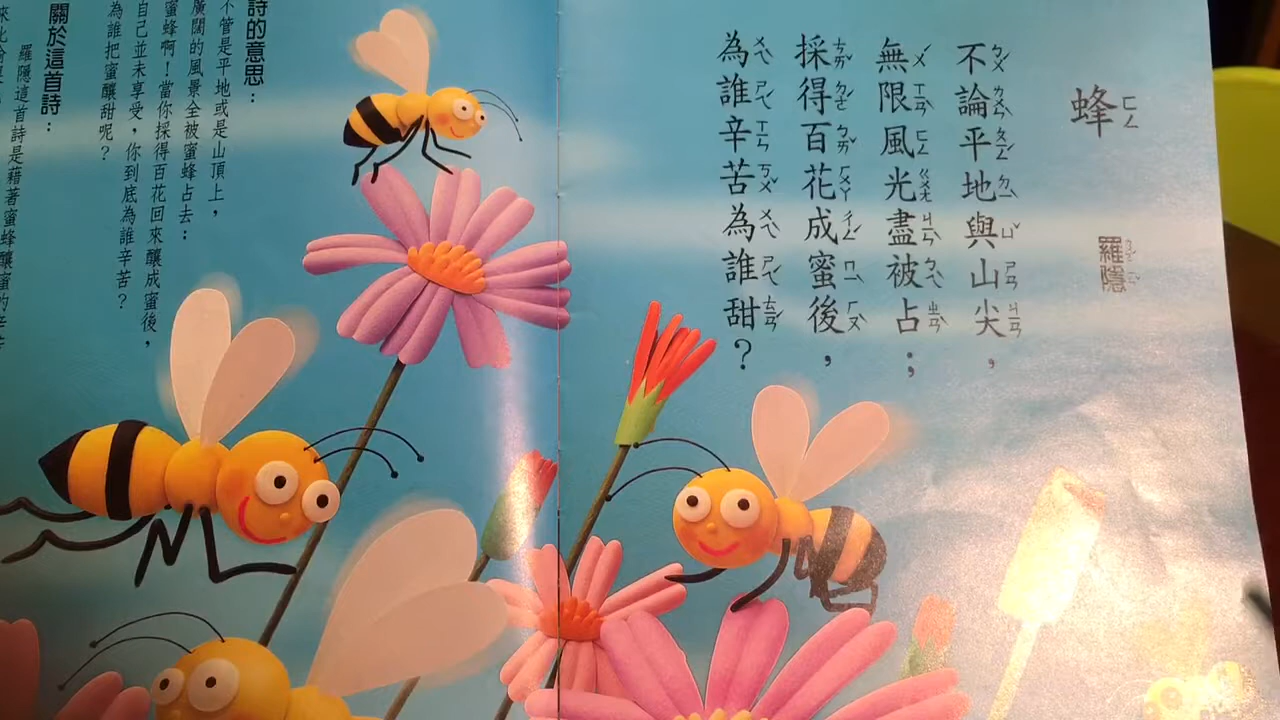 蜂
羅隱
不論平地與山尖，
無限風光盡被占；
採得百花成蜜後，
為誰辛苦為誰甜？
詩的意思：
不管是平地或是山頂上，
廣闊的風景全被蜜蜂占去；
蜜蜂啊！當你採得百花回來釀成蜜後，
自己並未享受，你到底為誰辛苦？
為誰把蜜釀甜呢？
關於這首詩：
羅隱這首詩是藉著蜜蜂釀蜜的辛苦